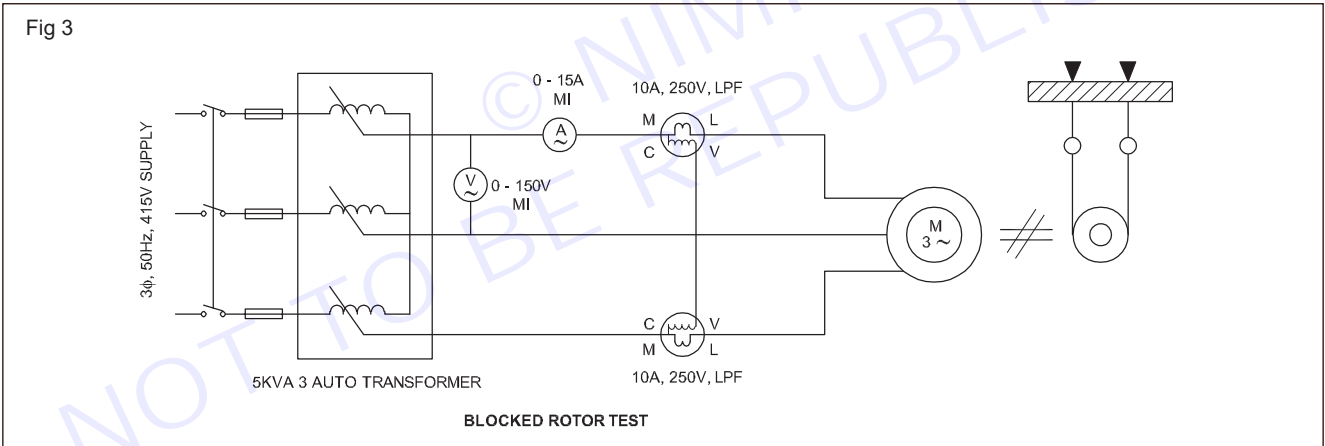 Fig 3
© NIMI
NOT TO BE REPUBLIS
0 - 15A
MI
10A, 250V, LPF
M L
A
~
C V
3ϕ, 50Hz, 415V SUPPLY
V
~
0 - 150V
MI
M
3 ~
C V
M L
10A, 250V, LPF
5KVA 3 AUTO TRANSFORMER
BLOCKED ROTOR TEST